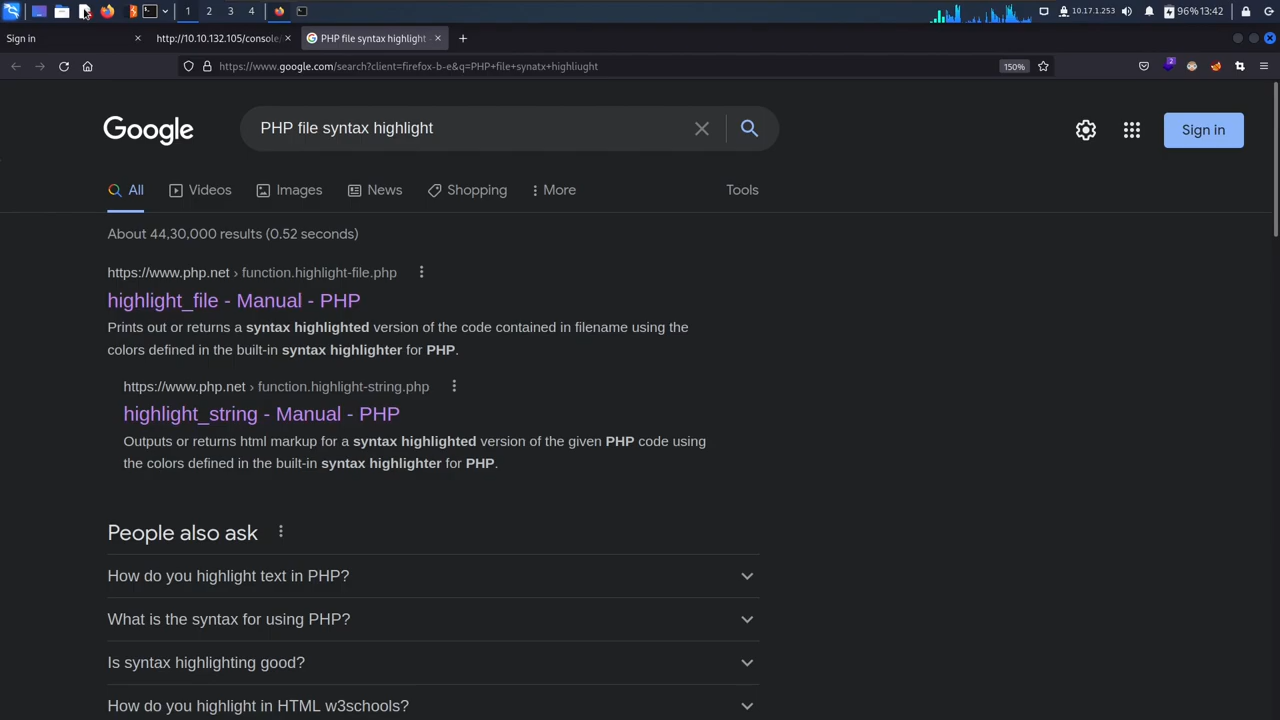 1 2 3 4 10.17.1.253 96% 13:42
Sign in http://10.10.132.105/console/ PHP file syntax highlight
https://www.google.com/search?client=firefox-b-e&q=PHP+file+synatx+highliught 150% 2
Google PHP file syntax highlight Sign in
All Videos Images News Shopping More Tools
About 44,30,000 results (0.52 seconds)
https://www.php.net › function.highlight-file.php
highlight_file - Manual - PHP
Prints out or returns a syntax highlighted version of the code contained in filename using the
colors defined in the built-in syntax highlighter for PHP.
https://www.php.net › function.highlight-string.php
highlight_string - Manual - PHP
Outputs or returns html markup for a syntax highlighted version of the given PHP code using
the colors defined in the built-in syntax highlighter for PHP.
People also ask
How do you highlight text in PHP?
What is the syntax for using PHP?
Is syntax highlighting good?
How do you highlight in HTML w3schools?